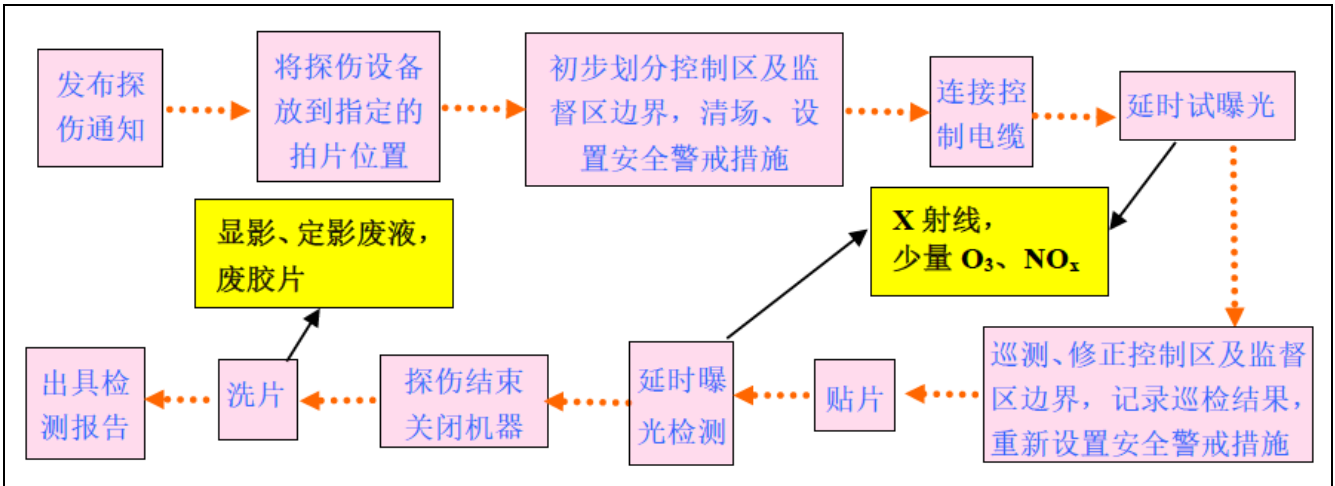 发布探
伤通知
将探伤设备
放到指定的
拍片位置
初步划分控制区及监
督区边界，清场、设
置安全警戒措施
连接控
制电缆
延时试曝光
显影、定影废液，
废胶片
X 射线，
少量 O₃、NOₓ
巡测、修正控制区及监督
区边界，记录巡检结果，
重新设置安全警戒措施
贴片
延时曝
光检测
探伤结束
关闭机器
洗片
出具检
测报告